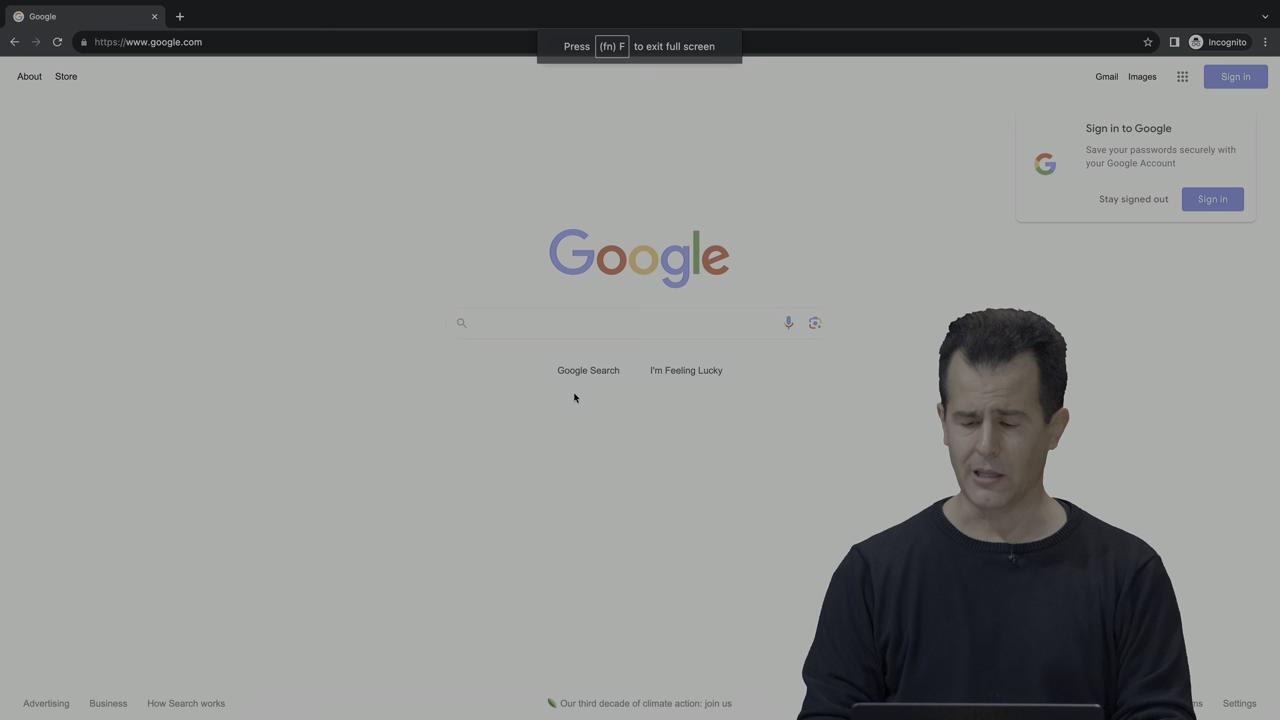 Google
https://www.google.com
Press (fn) F to exit full screen
Incognito
About Store
Gmail Images
Sign in
Sign in to Google
Save your passwords securely with
your Google Account
Stay signed out Sign in
Google
Google Search I'm Feeling Lucky
Advertising Business How Search works
Our third decade of climate action: join us
Settings